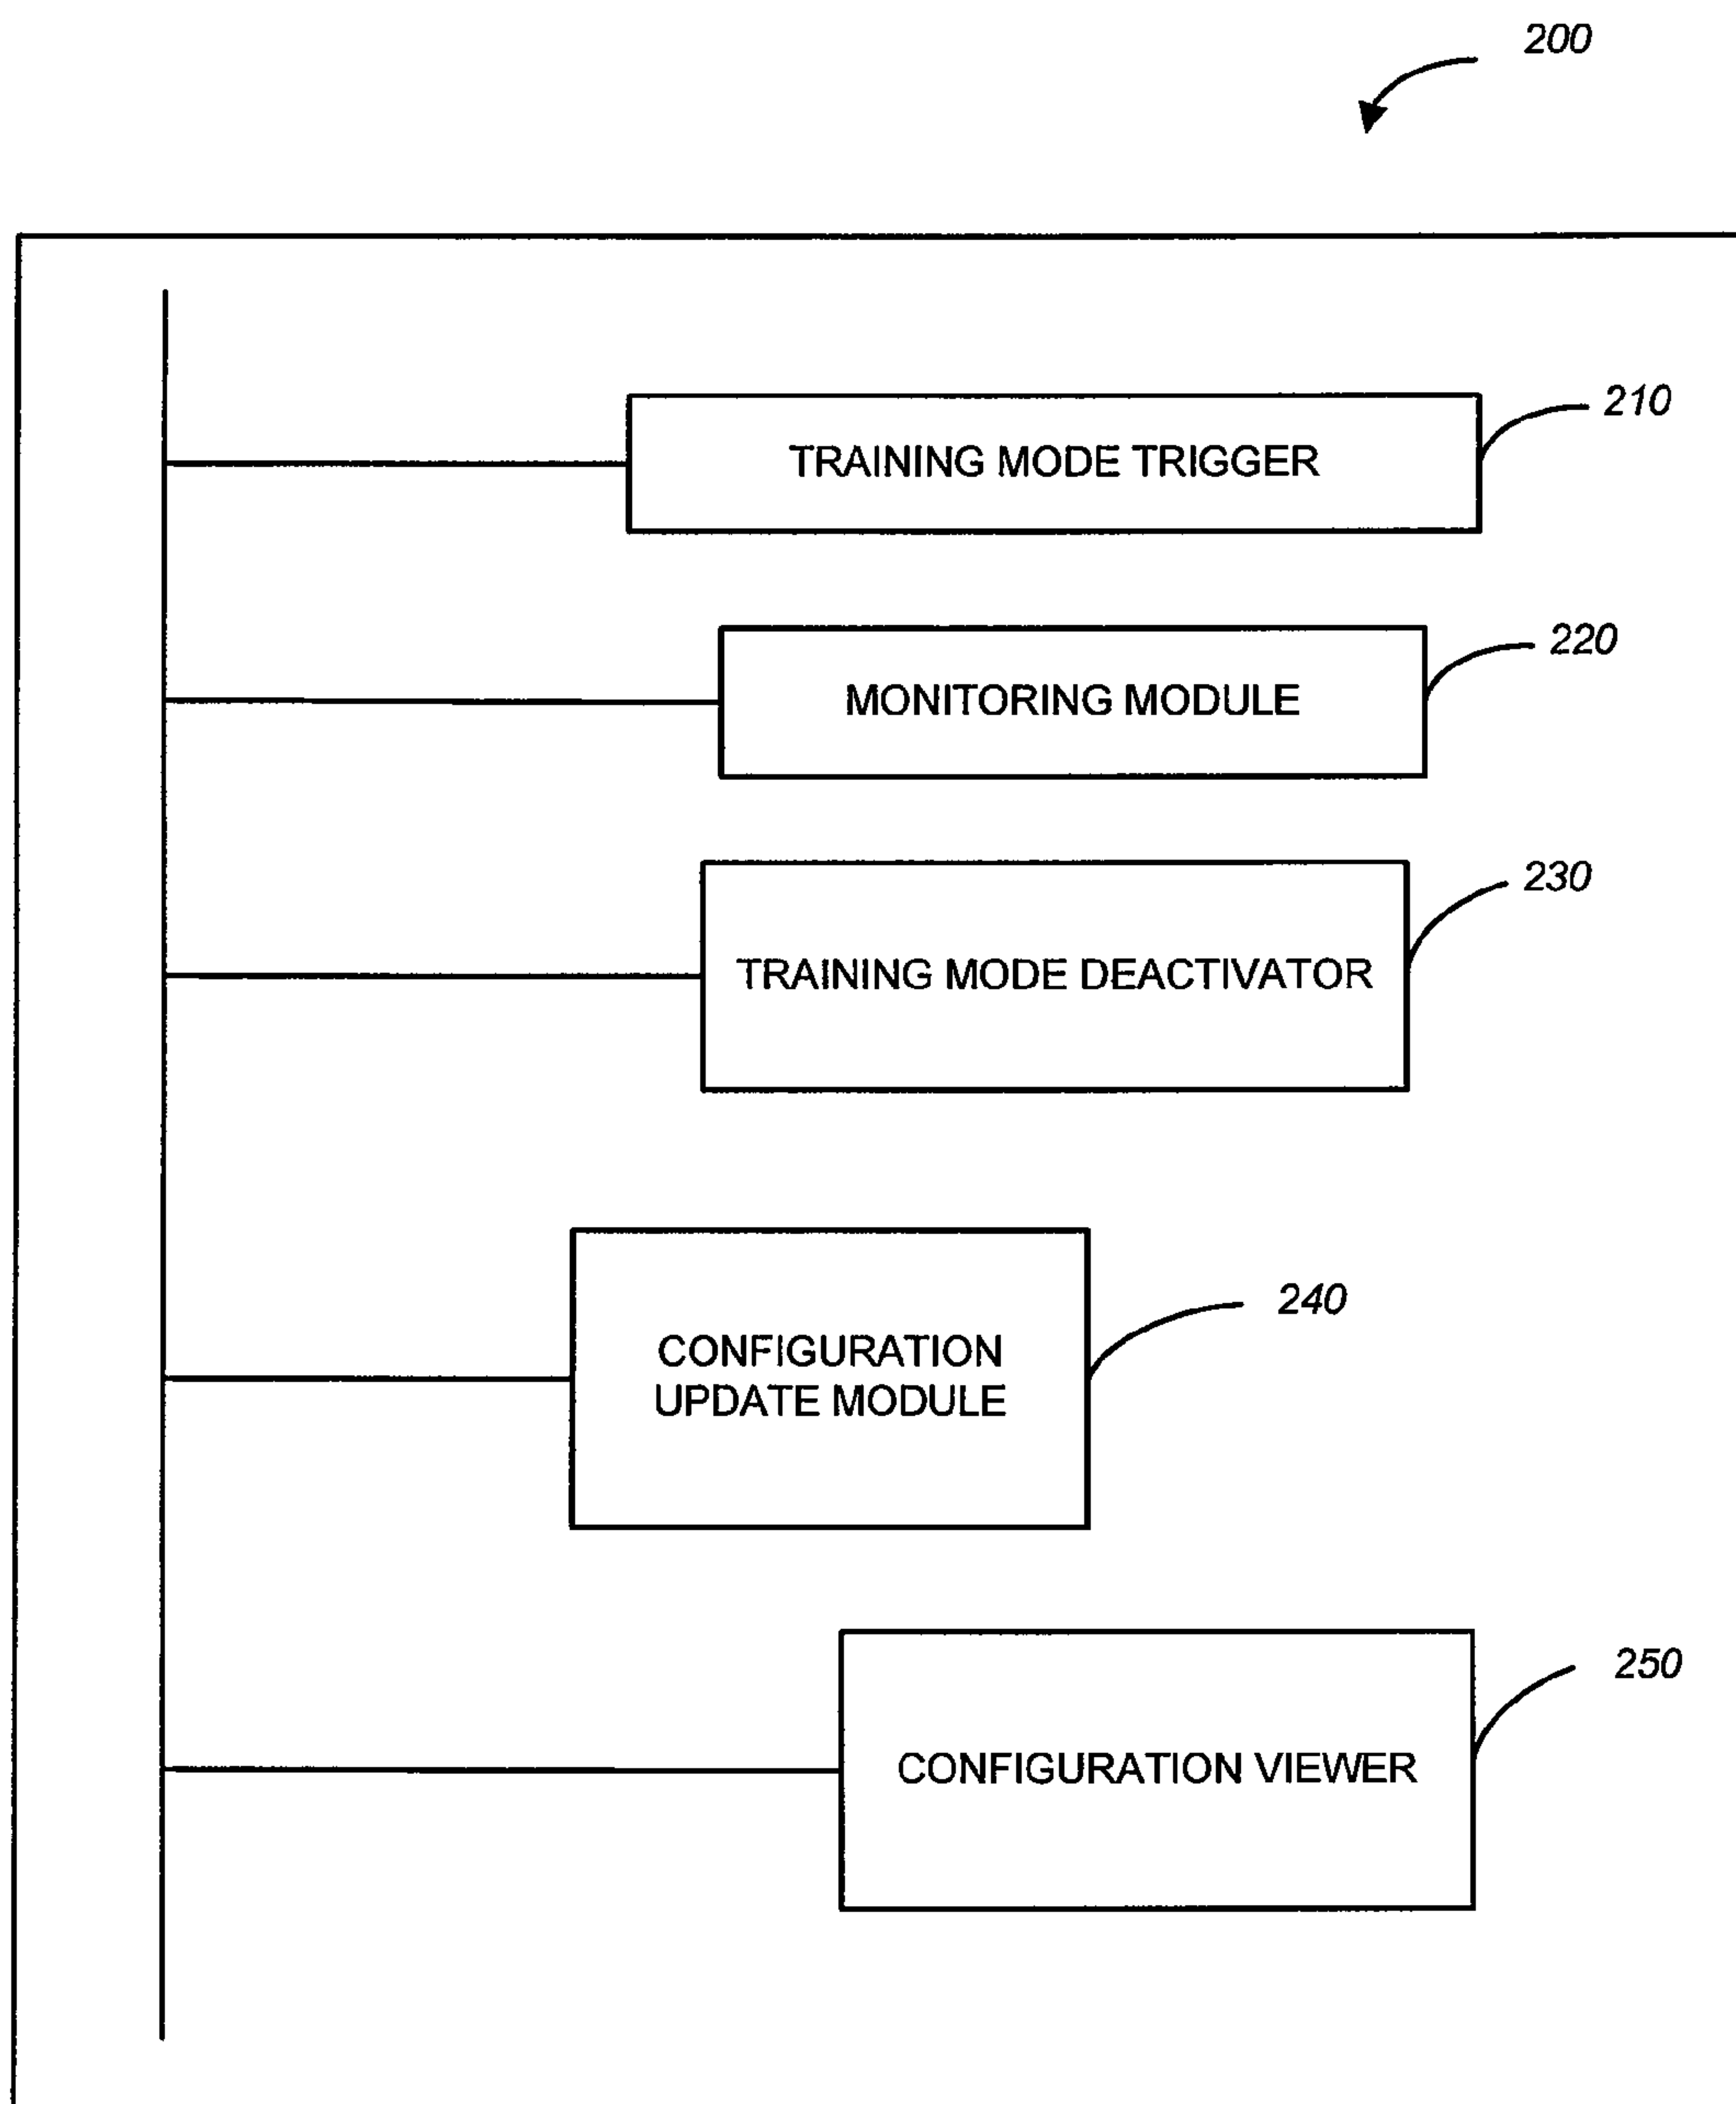 200
210
TRAINING MODE TRIGGER
220
MONITORING MODULE
230
TRAINING MODE DEACTIVATOR
240
CONFIGURATION
UPDATE MODULE
250
CONFIGURATION VIEWER